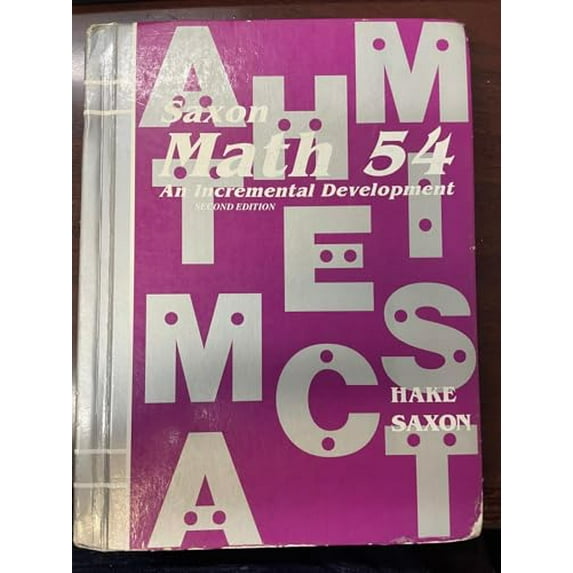 A H M
Saxon
Math 54
An Incremental Development
SECOND EDITION
T I
E
M S
C
HAKE
SAXON
A T